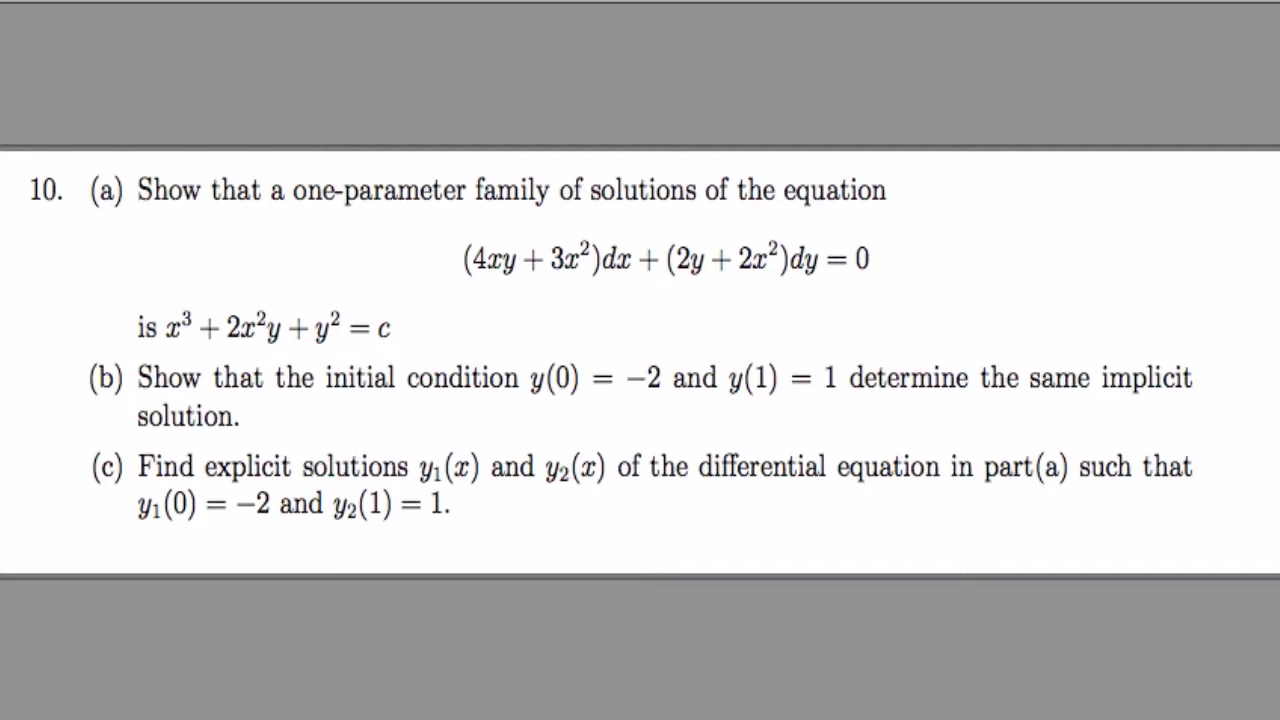 10. (a) Show that a one-parameter family of solutions of the equation
(4xy + 3x²)dx + (2y + 2x²)dy = 0
is x³ + 2x²y + y² = c
(b) Show that the initial condition y(0) = −2 and y(1) = 1 determine the same implicit
solution.
(c) Find explicit solutions y₁(x) and y₂(x) of the differential equation in part(a) such that
y₁(0) = −2 and y₂(1) = 1.